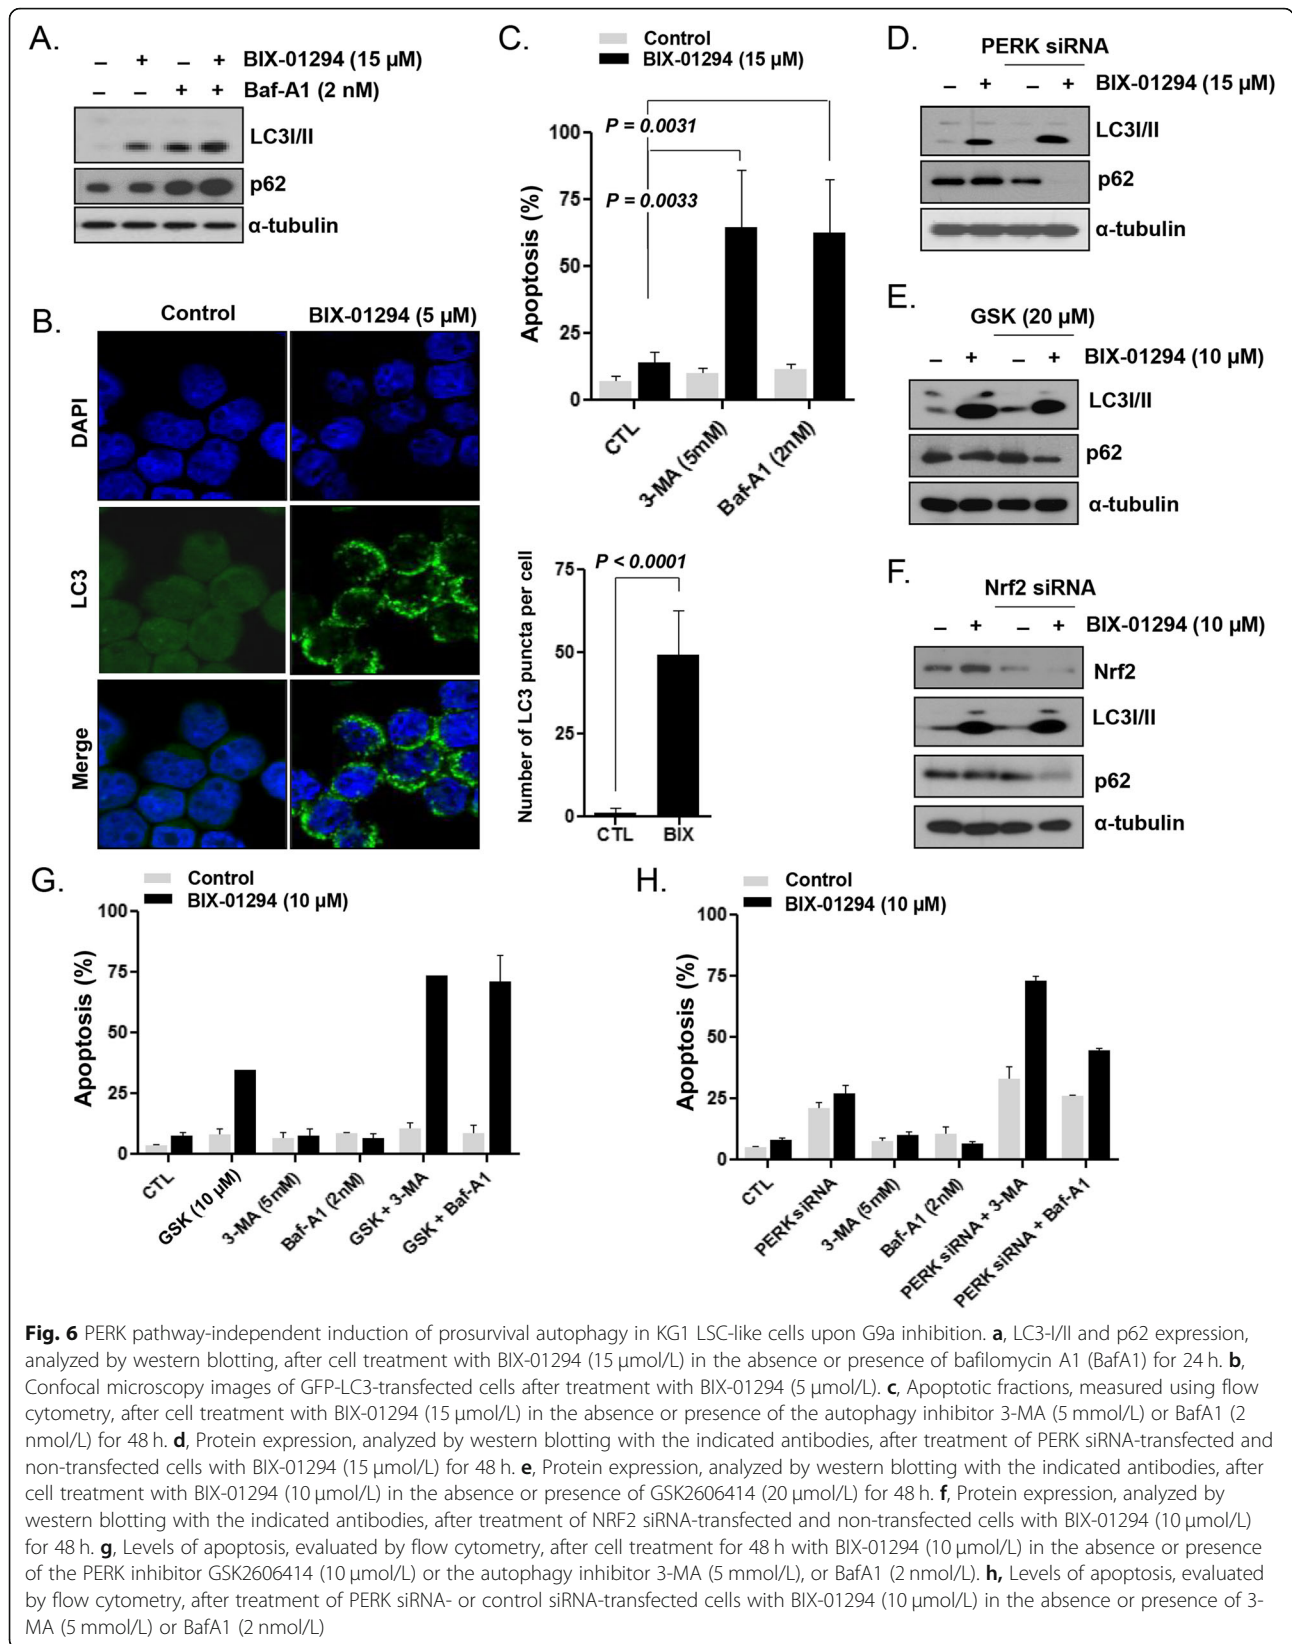 A.
– + – + BIX-01294 (15 µM)
– – + + Baf-A1 (2 nM)
LC3I/II
p62
α-tubulin
B.
Control BIX-01294 (5 µM)
DAPI
LC3
Merge
C.
Control
BIX-01294 (15 µM)
P = 0.0031
P = 0.0033
Apoptosis (%)
100
75
50
25
0
CTL
3-MA (5mM)
Baf-A1 (2nM)
P < 0.0001
Number of LC3 puncta per cell
75
50
25
0
CTL BIX
D.
PERK siRNA
– + – + BIX-01294 (15 µM)
LC3I/II
p62
α-tubulin
E.
GSK (20 µM)
– + – + BIX-01294 (10 µM)
LC3I/II
p62
α-tubulin
F.
Nrf2 siRNA
– + – + BIX-01294 (10 µM)
Nrf2
LC3I/II
p62
α-tubulin
G.
Control
BIX-01294 (10 µM)
Apoptosis (%)
100
75
50
25
0
CTL
GSK (10 µM)
3-MA (5mM)
Baf-A1 (2nM)
GSK + 3-MA
GSK + Baf-A1
H.
Control
BIX-01294 (10 µM)
Apoptosis (%)
100
75
50
25
0
CTL
PERK siRNA
3-MA (5mM)
Baf-A1 (2nM)
PERK siRNA + 3-MA
PERK siRNA + Baf-A1
Fig. 6 PERK pathway-independent induction of prosurvival autophagy in KG1 LSC-like cells upon G9a inhibition. a, LC3-I/II and p62 expression,
analyzed by western blotting, after cell treatment with BIX-01294 (15 µmol/L) in the absence or presence of bafilomycin A1 (BafA1) for 24 h. b,
Confocal microscopy images of GFP-LC3-transfected cells after treatment with BIX-01294 (5 µmol/L). c, Apoptotic fractions, measured using flow
cytometry, after cell treatment with BIX-01294 (15 µmol/L) in the absence or presence of the autophagy inhibitor 3-MA (5 mmol/L) or BafA1 (2
nmol/L) for 48 h. d, Protein expression, analyzed by western blotting with the indicated antibodies, after treatment of PERK siRNA-transfected and
non-transfected cells with BIX-01294 (15 µmol/L) for 48 h. e, Protein expression, analyzed by western blotting with the indicated antibodies, after
cell treatment with BIX-01294 (10 µmol/L) in the absence or presence of GSK2606414 (20 µmol/L) for 48 h. f, Protein expression, analyzed by
western blotting with the indicated antibodies, after treatment of NRF2 siRNA-transfected and non-transfected cells with BIX-01294 (10 µmol/L)
for 48 h. g, Levels of apoptosis, evaluated by flow cytometry, after cell treatment for 48 h with BIX-01294 (10 µmol/L) in the absence or presence
of the PERK inhibitor GSK2606414 (10 µmol/L) or the autophagy inhibitor 3-MA (5 mmol/L), or BafA1 (2 nmol/L). h, Levels of apoptosis, evaluated
by flow cytometry, after treatment of PERK siRNA- or control siRNA-transfected cells with BIX-01294 (10 µmol/L) in the absence or presence of 3-
MA (5 mmol/L) or BafA1 (2 nmol/L)